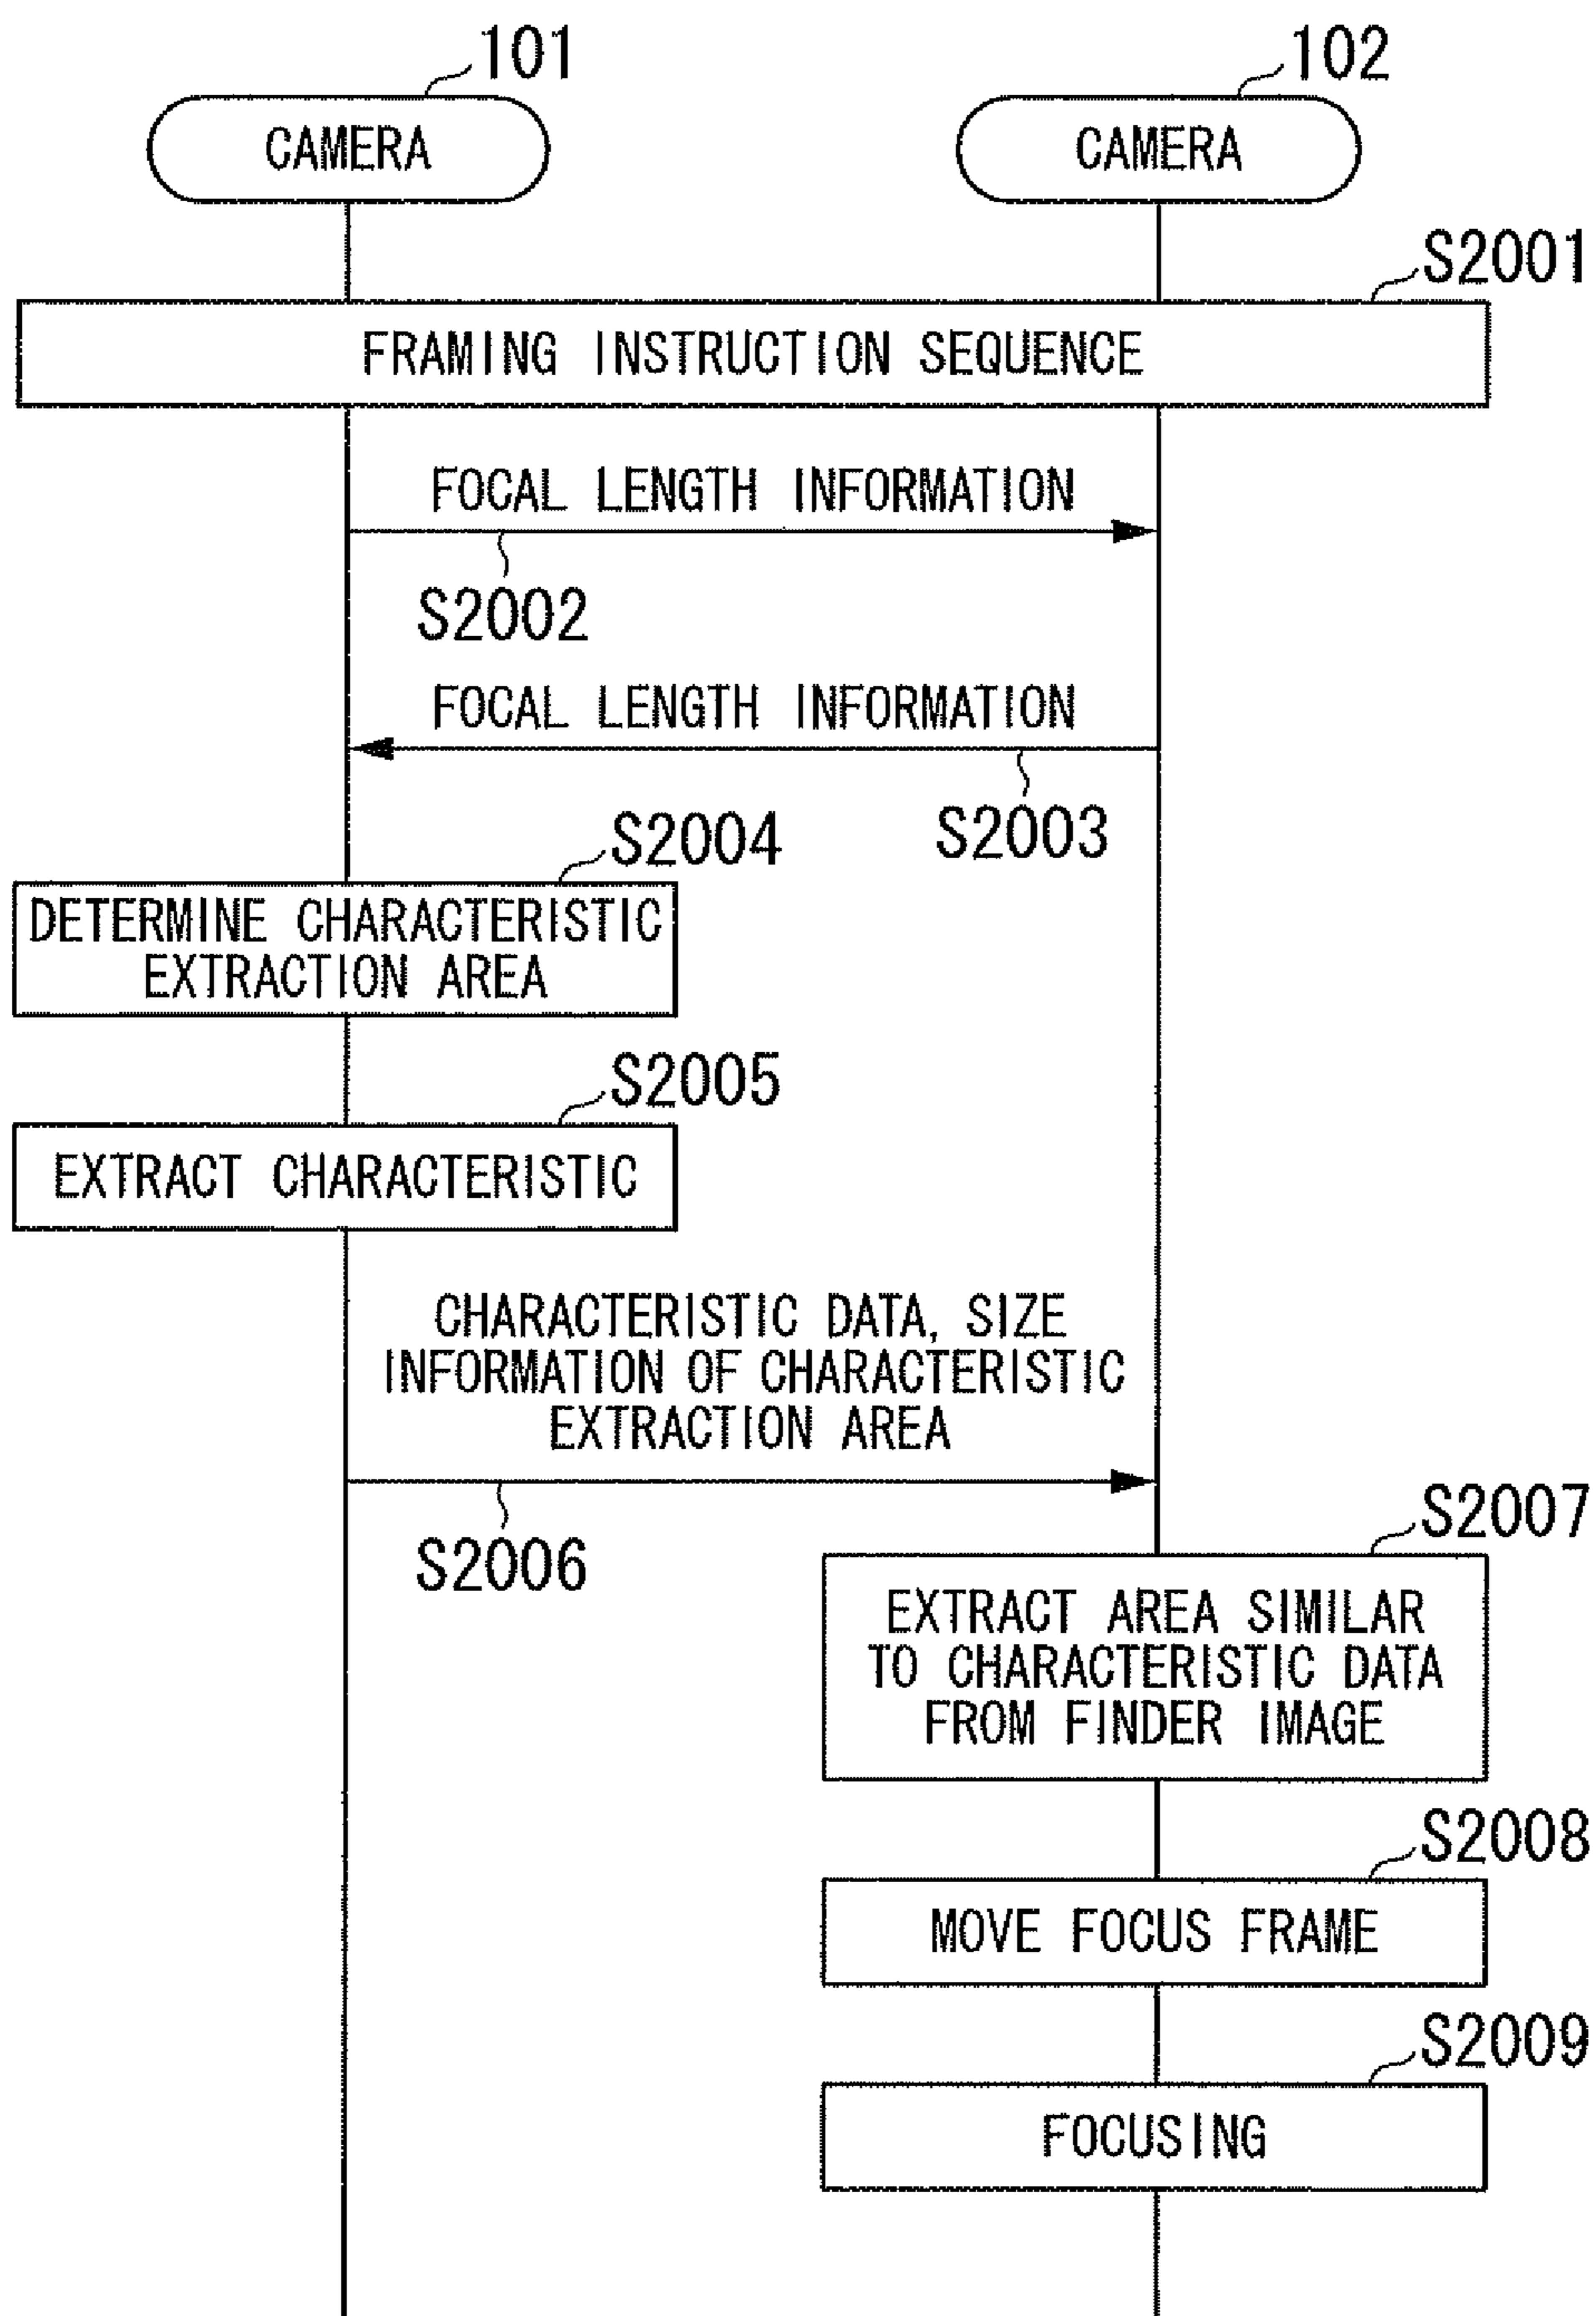 101
102
CAMERA
CAMERA
S2001
FRAMING INSTRUCTION SEQUENCE
FOCAL LENGTH INFORMATION
S2002
FOCAL LENGTH INFORMATION
S2003
S2004
DETERMINE CHARACTERISTIC
EXTRACTION AREA
S2005
EXTRACT CHARACTERISTIC
CHARACTERISTIC DATA, SIZE
INFORMATION OF CHARACTERISTIC
EXTRACTION AREA
S2006
S2007
EXTRACT AREA SIMILAR
TO CHARACTERISTIC DATA
FROM FINDER IMAGE
S2008
MOVE FOCUS FRAME
S2009
FOCUSING